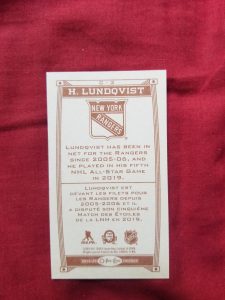 H. LUNDQVIST
NEW YORK
RANGERS
LUNDQVIST HAS BEEN IN
NET FOR THE RANGERS
SINCE 2005-06, AND
HE PLAYED IN HIS FIFTH
NHL ALL-STAR GAME
IN 2019.
LUNDQVIST EST
DEVANT LES FILETS POUR
LES RANGERS DEPUIS
2005-2006 ET IL
A DISPUTÉ SON CINQUIÈME
MATCH DES ÉTOILES
DE LA LNH EN 2019.